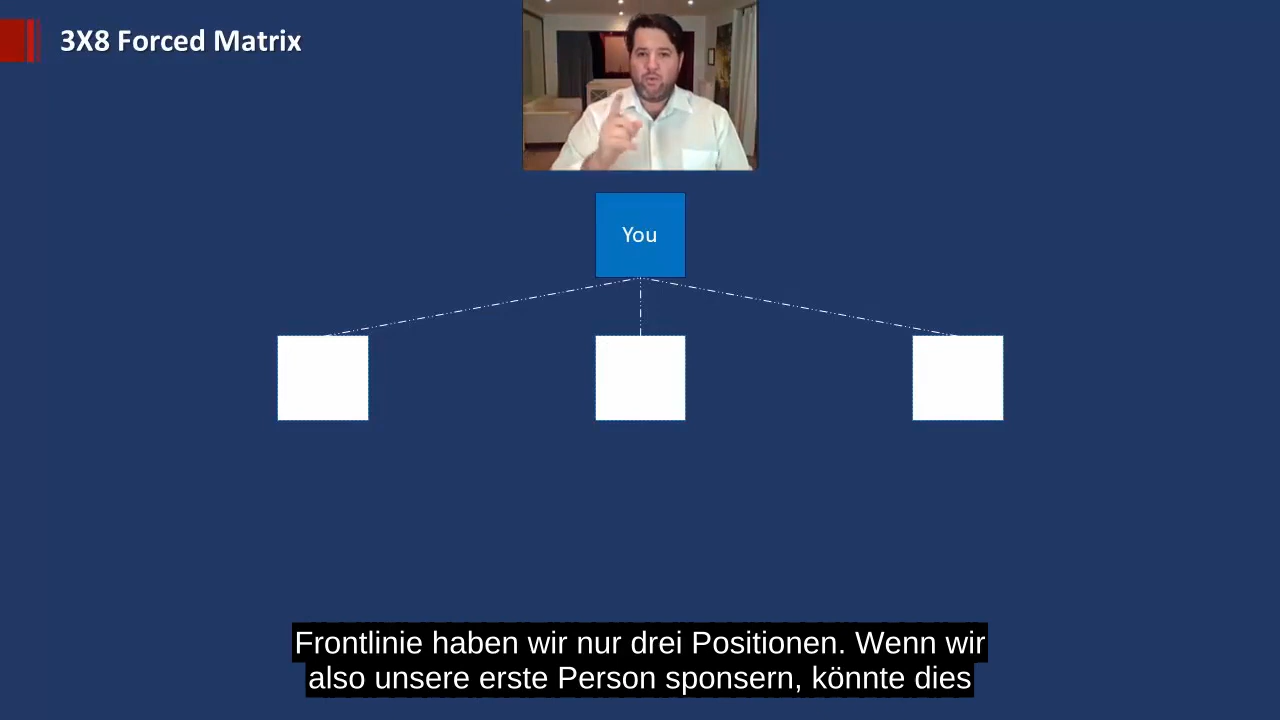 3X8 Forced Matrix
You
Frontlinie haben wir nur drei Positionen. Wenn wir
also unsere erste Person sponsern, könnte dies